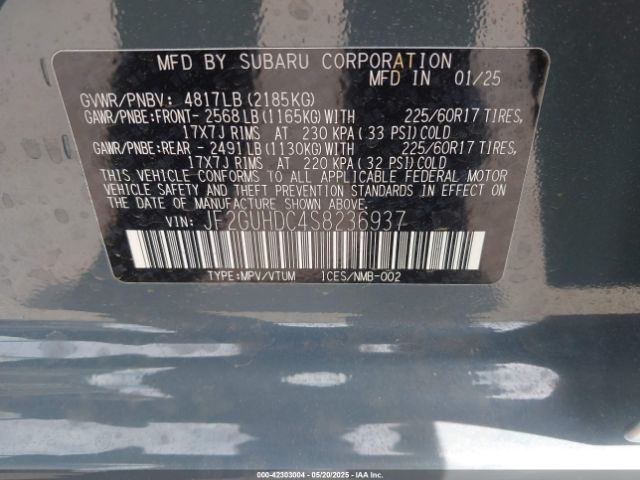 MFD BY SUBARU CORPORATION
MFD IN 01/25
GVWR/PNBV: 4817LB (2185KG)
GAWR/PNBE:FRONT- 2568LB (1165KG)WITH 225/60R17 TIRES,
17X7J RIMS AT 230 KPA (33 PSI)COLD
GAWR/PNBE:REAR - 2491LB (1130KG)WITH 225/60R17 TIRES,
17X7J RIMS AT 220 KPA (32 PSI)COLD
THIS VEHICLE CONFORMS TO ALL APPLICABLE FEDERAL MOTOR
VEHICLE SAFETY AND THEFT PREVENTION STANDARDS IN EFFECT ON
THE DATE OF MANUFACTURE SHOWN ABOVE.
VIN: JF2GUHDC4S8236937
TYPE:MPV/VTUM ICES/NMB-002
000-42303004 - 05/20/2025 - IAAI.COM